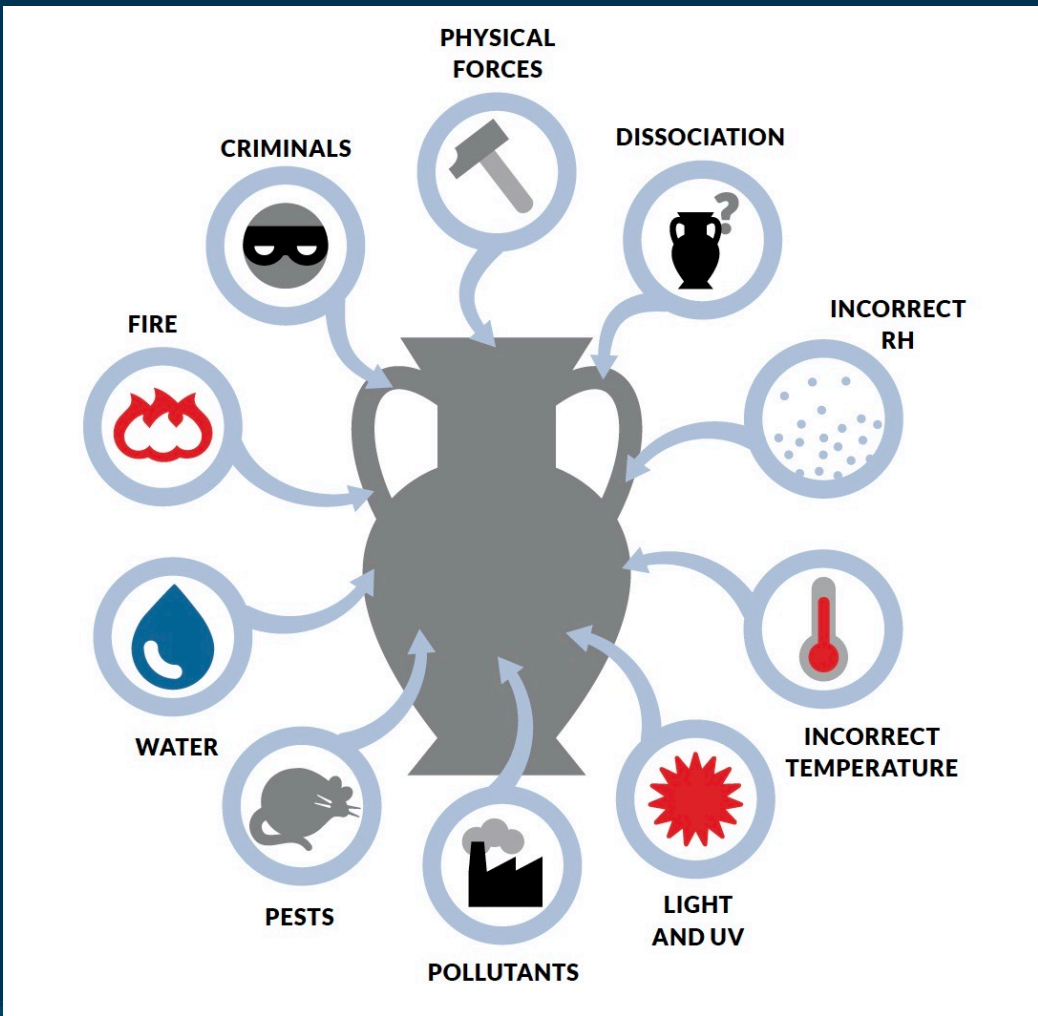 PHYSICAL
FORCES
DISSOCIATION
CRIMINALS
INCORRECT
RH
FIRE
?
INCORRECT
TEMPERATURE
WATER
LIGHT
AND UV
PESTS
POLLUTANTS